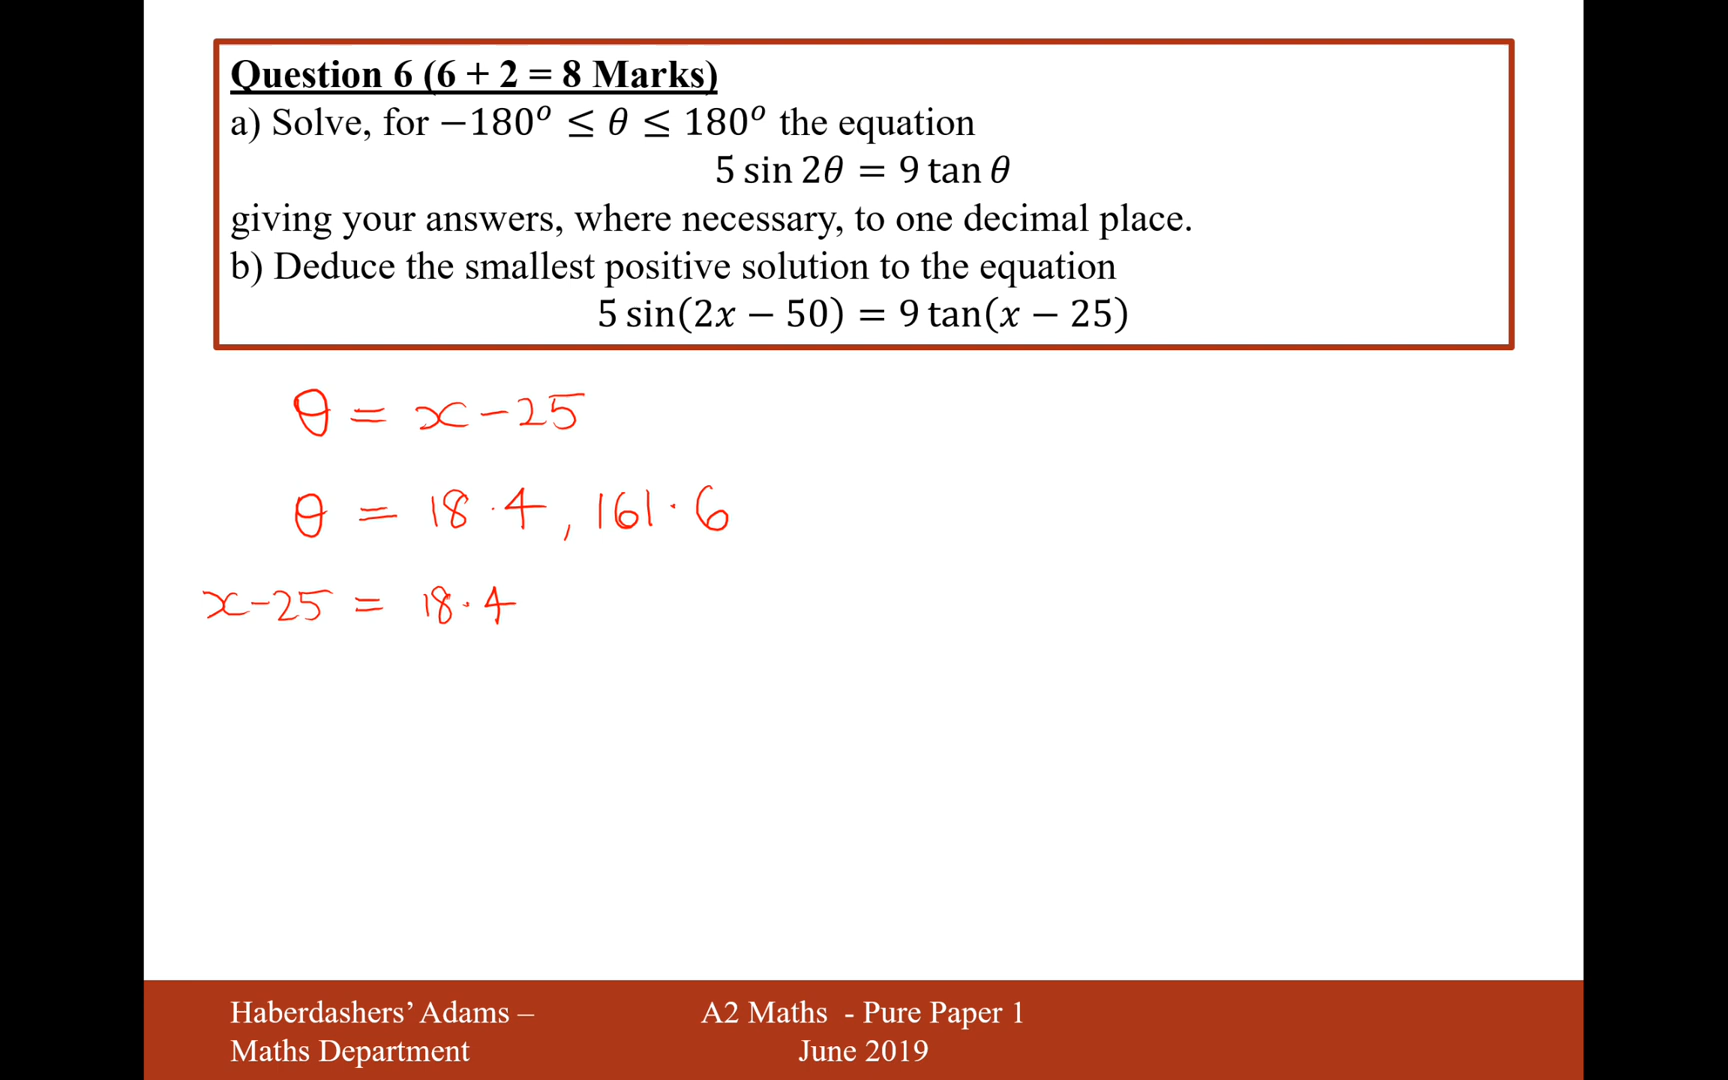 Question 6 (6 + 2 = 8 Marks)
a) Solve, for −180° ≤ θ ≤ 180° the equation
5 sin 2θ = 9 tan θ
giving your answers, where necessary, to one decimal place.
b) Deduce the smallest positive solution to the equation
5 sin(2x − 50) = 9 tan(x − 25)
θ = x − 25
θ = 18.4, 161.6
x − 25 = 18.4
Haberdashers’ Adams –
Maths Department
A2 Maths - Pure Paper 1
June 2019